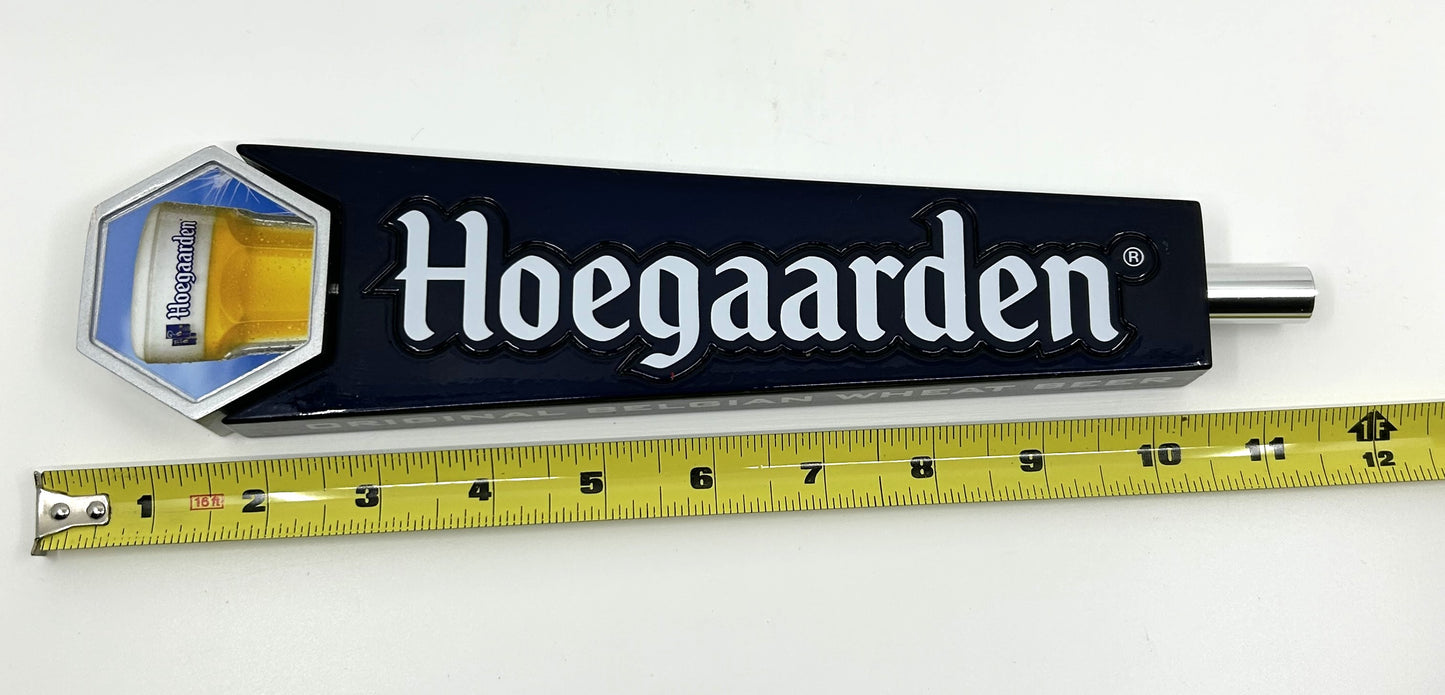 Hoegaarden
Hoegaarden®
ORIGINAL BELGIAN WHEAT BEER
1 16ft 2 3 4 5 6 7 8 9 10 11 1F
12